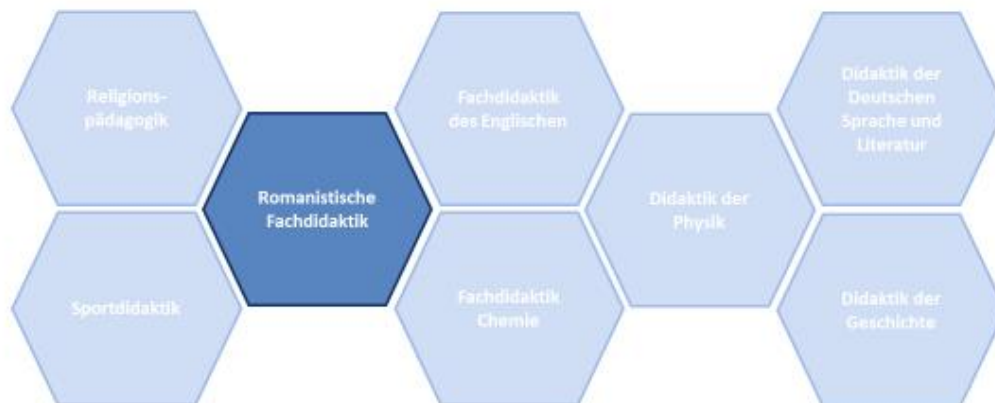 Religions-
pädagogik
Romanistische
Fachdidaktik
Fachdidaktik
des Englischen
Didaktik der
Physik
Didaktik der
Deutschen
Sprache und
Literatur
Sportdidaktik
Fachdidaktik
Chemie
Didaktik der
Geschichte